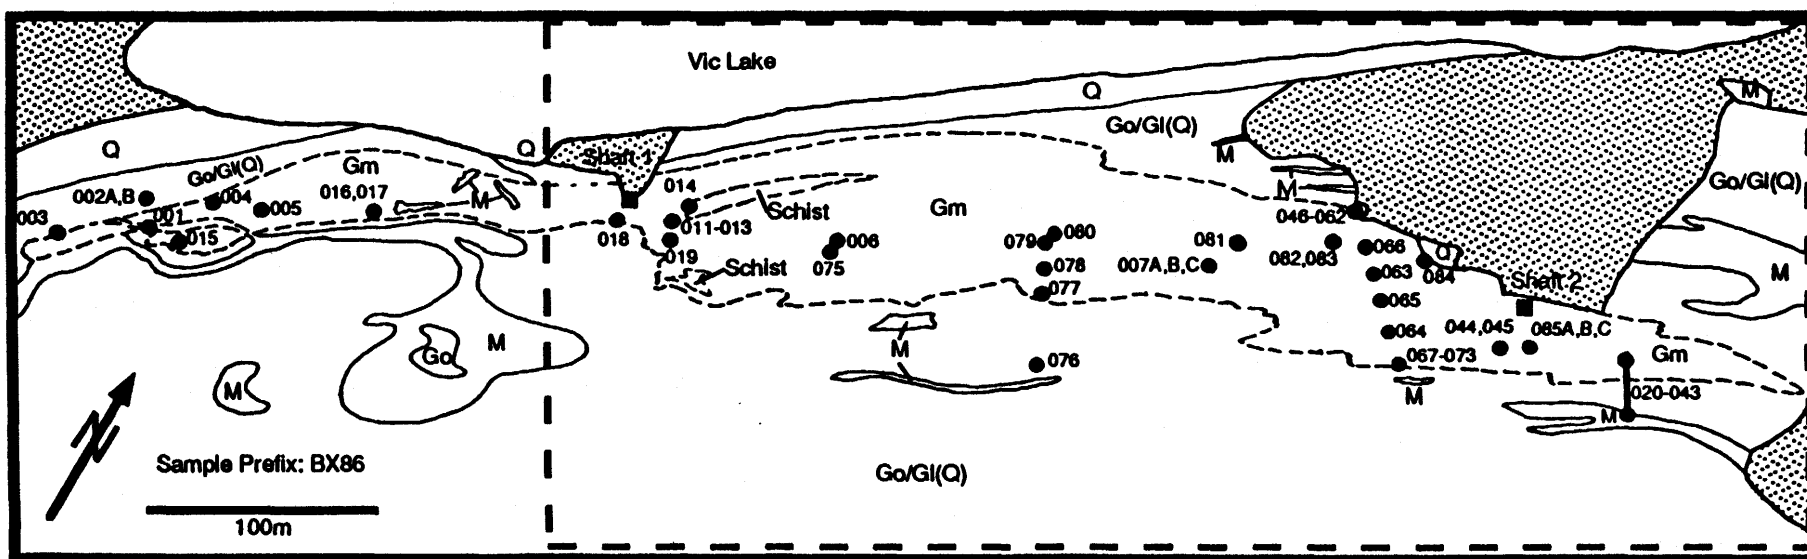 Vic Lake
Q
M
Q
Q
Go/Gl(Q)
Shaft 1
M
Go/Gl(Q)
Gm
002A,B
004
016,017
M
014
M
Go/Gl(Q)
003
001
005
Schist
Gm
046-062
011-013
018
015
080
079
006
081
082,083
066
Q
019
Schist
075
078
007A,B,C
063
084
M
077
065
Shaft 2
064
044,045
085A,B,C
Go
M
M
076
067-073
Gm
M
M
020-043
M
Sample Prefix: BX86
Go/Gl(Q)
100m
N